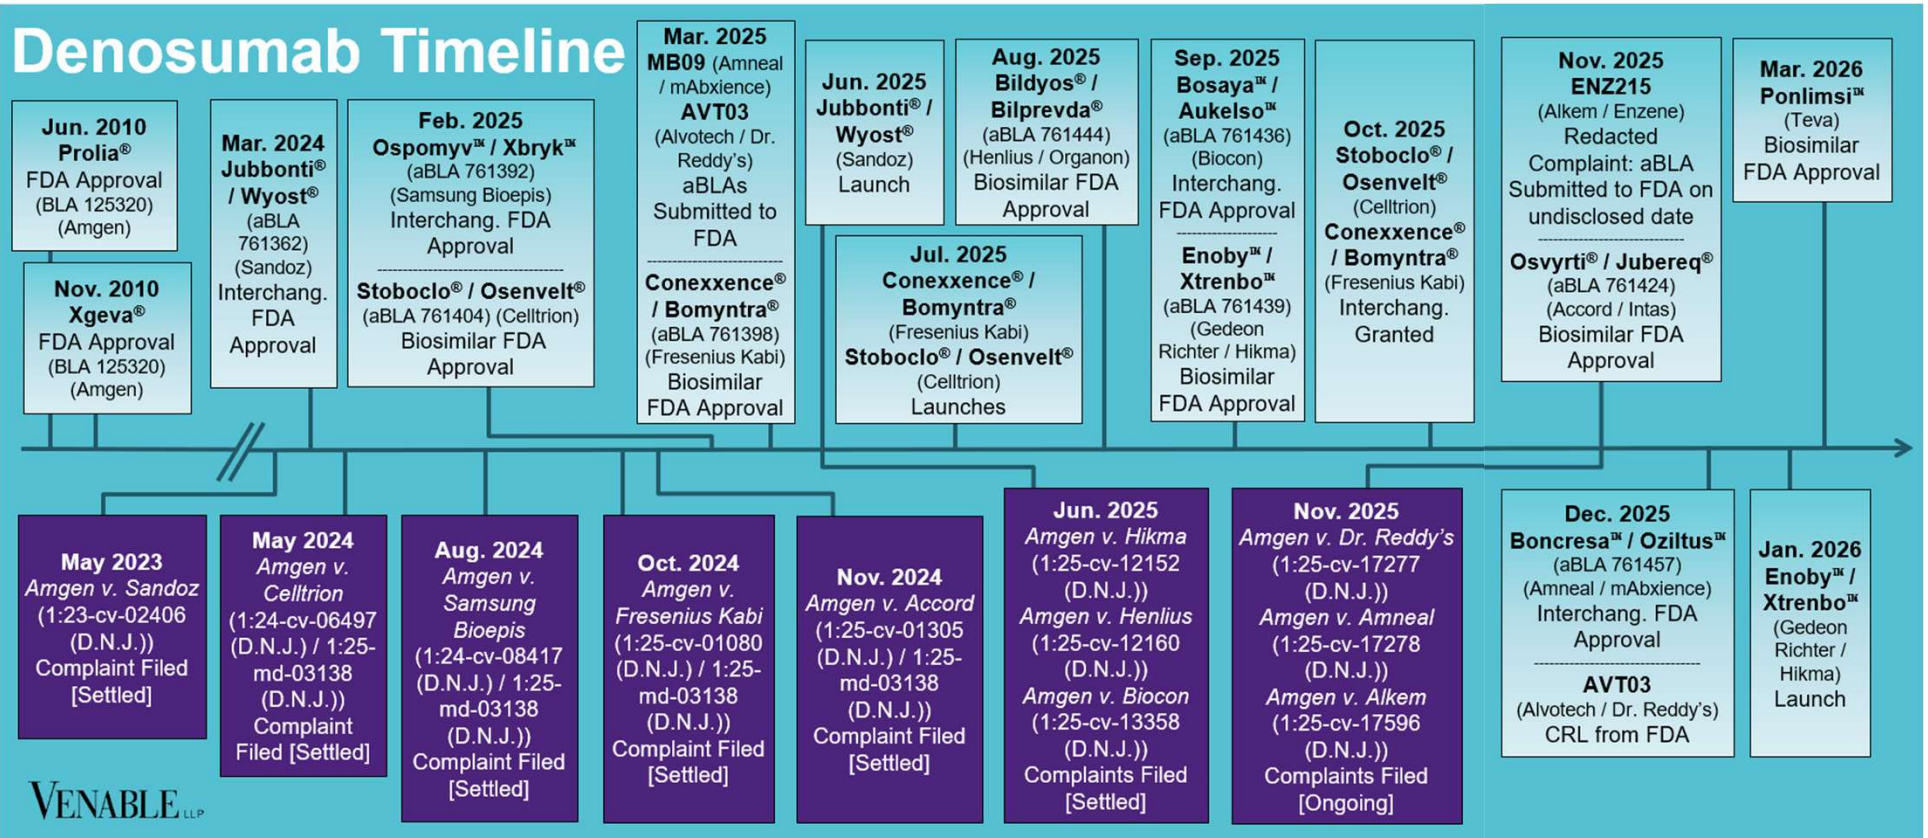 Denosumab Timeline
Jun. 2010
Prolia®
FDA Approval
(BLA 125320)
(Amgen)
Nov. 2010
Xgeva®
FDA Approval
(BLA 125320)
(Amgen)
Mar. 2024
Jubbonti®
/ Wyost®
(aBLA
761362)
(Sandoz)
Interchang.
FDA
Approval
Feb. 2025
Ospomyv™ / Xbryk™
(aBLA 761392)
(Samsung Bioepis)
Interchang. FDA
Approval
Stoboclo® / Osenvelt®
(aBLA 761404) (Celltrion)
Biosimilar FDA
Approval
Mar. 2025
MB09 (Amneal
/ mAbxience)
AVT03
(Alvotech / Dr.
Reddy's)
aBLAs
Submitted to
FDA
Conexxence®
/ Bomyntra®
(aBLA 761398)
(Fresenius Kabi)
Biosimilar
FDA Approval
Jun. 2025
Jubbonti® /
Wyost®
(Sandoz)
Launch
Jul. 2025
Conexxence® /
Bomyntra®
(Fresenius Kabi)
Stoboclo® / Osenvelt®
(Celltrion)
Launches
Aug. 2025
Bildyos® /
Bilprevda®
(aBLA 761444)
(Henlius / Organon)
Biosimilar FDA
Approval
Sep. 2025
Bosaya™ /
Aukelso™
(aBLA 761436)
(Biocon)
Interchang.
FDA Approval
Enoby™ /
Xtrenbo™
(aBLA 761439)
(Gedeon
Richter / Hikma)
Biosimilar
FDA Approval
Oct. 2025
Stoboclo® /
Osenvelt®
(Celltrion)
Conexxence®
/ Bomyntra®
(Fresenius Kabi)
Interchang.
Granted
Nov. 2025
ENZ215
(Alkem / Enzene)
Redacted
Complaint: aBLA
Submitted to FDA on
undisclosed date
Osvyrti® / Jubereq®
(aBLA 761424)
(Accord / Intas)
Biosimilar FDA
Approval
Mar. 2026
Ponlimsi™
(Teva)
Biosimilar
FDA Approval
May 2023
Amgen v. Sandoz
(1:23-cv-02406
(D.N.J.))
Complaint Filed
[Settled]
May 2024
Amgen v.
Celltrion
(1:24-cv-06497
(D.N.J.) / 1:25-
md-03138
(D.N.J.))
Complaint
Filed [Settled]
Aug. 2024
Amgen v.
Samsung
Bioepis
(1:24-cv-08417
(D.N.J.) / 1:25-
md-03138
(D.N.J.))
Complaint Filed
[Settled]
Oct. 2024
Amgen v.
Fresenius Kabi
(1:25-cv-01080
(D.N.J.) / 1:25-
md-03138
(D.N.J.))
Complaint Filed
[Settled]
Nov. 2024
Amgen v. Accord
(1:25-cv-01305
(D.N.J.) / 1:25-
md-03138
(D.N.J.))
Complaint Filed
[Settled]
Jun. 2025
Amgen v. Hikma
(1:25-cv-12152
(D.N.J.))
Amgen v. Henlius
(1:25-cv-12160
(D.N.J.))
Amgen v. Biocon
(1:25-cv-13358
(D.N.J.))
Complaints Filed
[Settled]
Nov. 2025
Amgen v. Dr. Reddy's
(1:25-cv-17277
(D.N.J.))
Amgen v. Amneal
(1:25-cv-17278
(D.N.J.))
Amgen v. Alkem
(1:25-cv-17596
(D.N.J.))
Complaints Filed
[Ongoing]
Dec. 2025
Boncresa™ / Oziltus™
(aBLA 761457)
(Amneal / mAbxience)
Interchang. FDA
Approval
AVT03
(Alvotech / Dr. Reddy's)
CRL from FDA
Jan. 2026
Enoby™ /
Xtrenbo™
(Gedeon
Richter /
Hikma)
Launch
VENABLE LLP